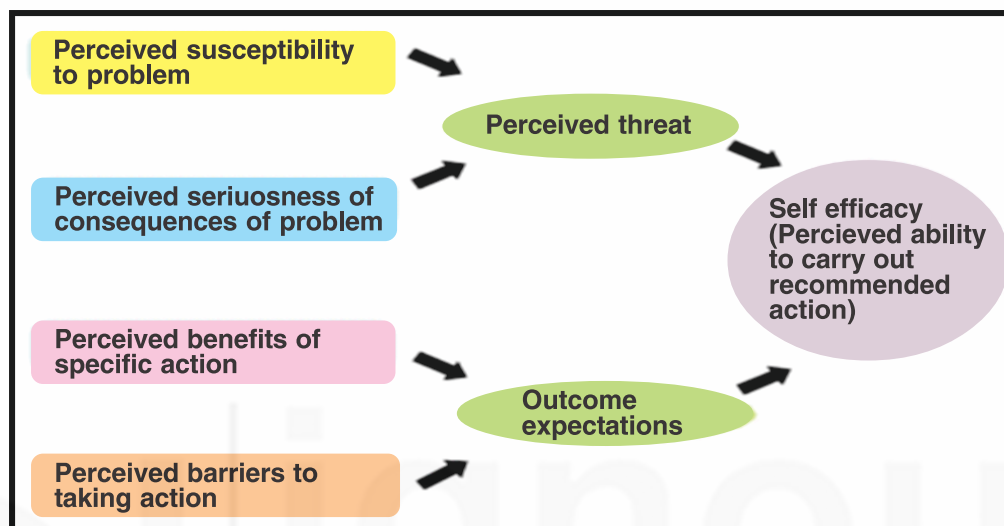 Perceived susceptibility
to problem
Perceived threat
Perceived seriuosness of
consequences of problem
Self efficacy
(Percieved ability
to carry out
recommended
action)
Perceived benefits of
specific action
Outcome
expectations
Perceived barriers to
taking action